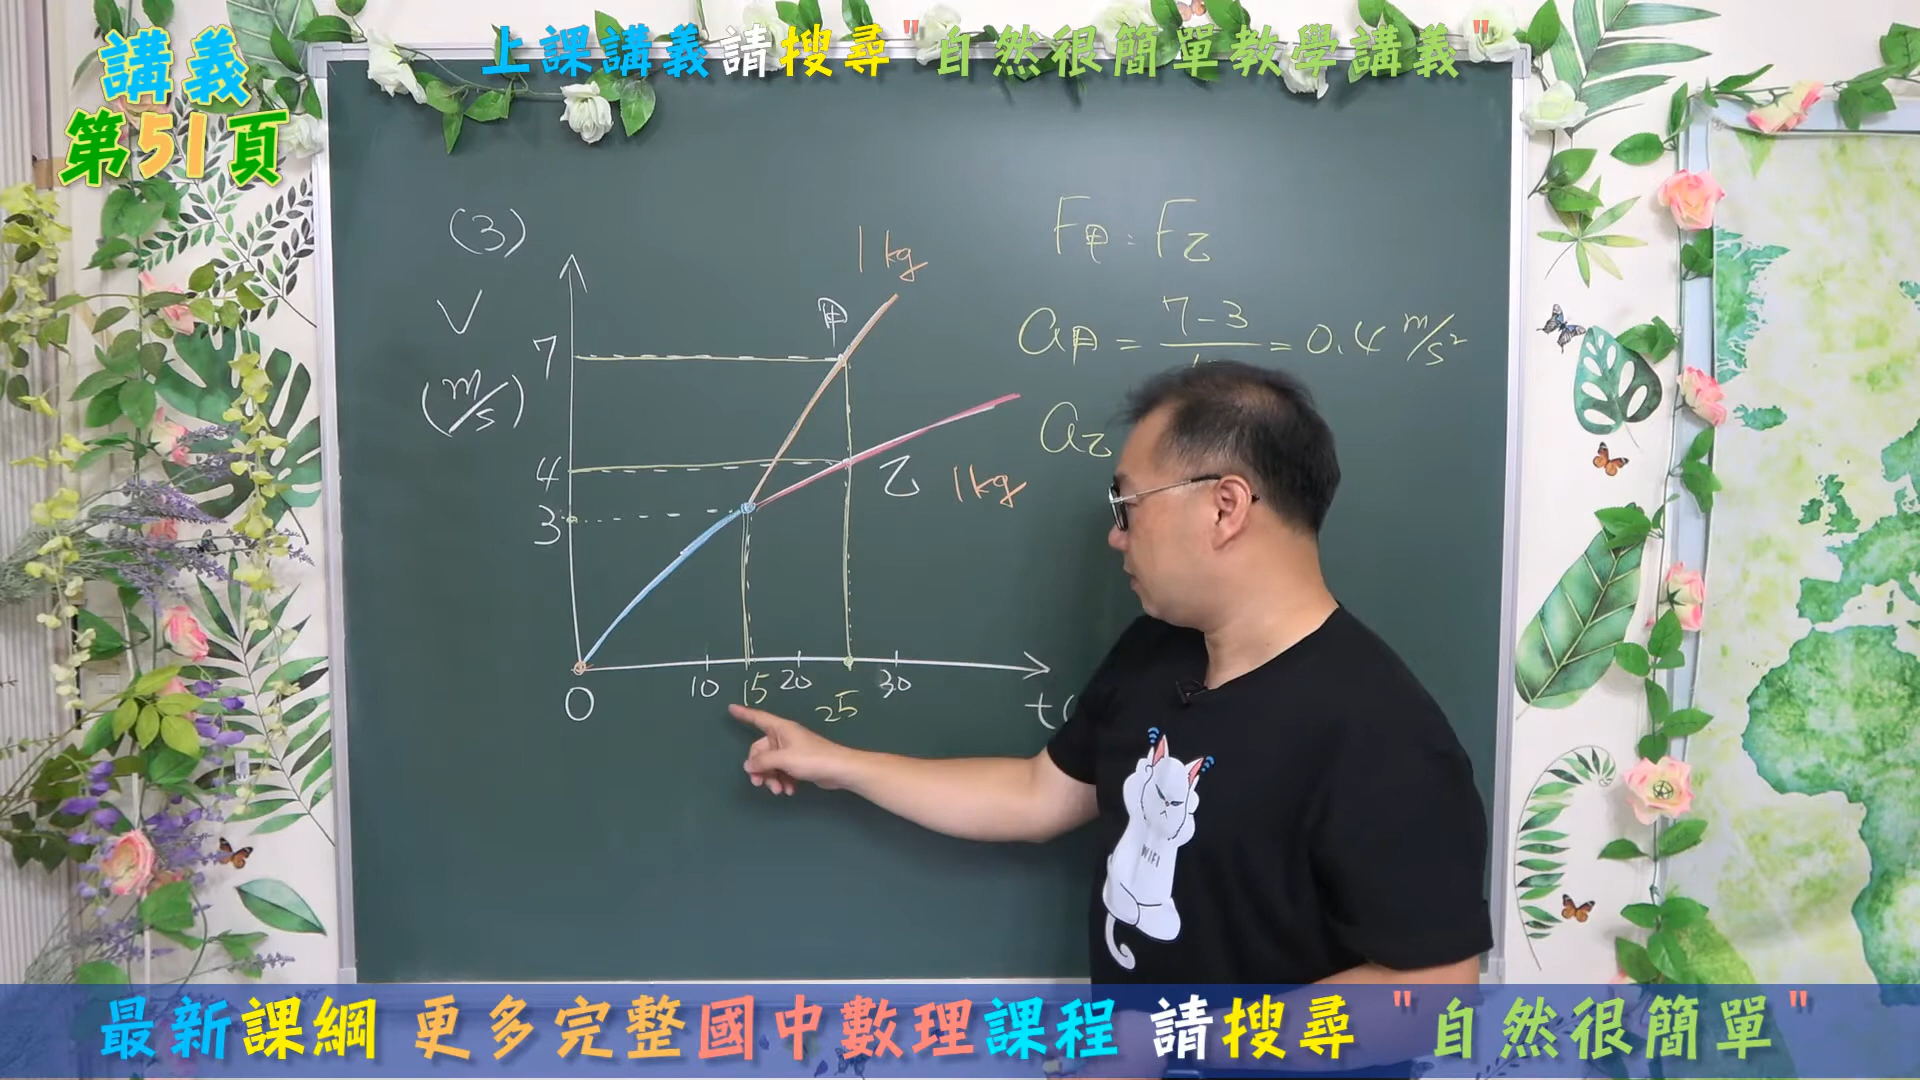 上課講義請搜尋"自然很簡單教學講義"
講義
第51頁
(3)
V
(m/s)
7
4
3
0
10
15
20
25
30
t(
甲
1kg
乙
1kg
F甲:F乙
a甲=7-3/1 =0.4 m/s²
a乙
WIFI
最新課綱 更多完整國中數理課程 請搜尋 "自然很簡單"